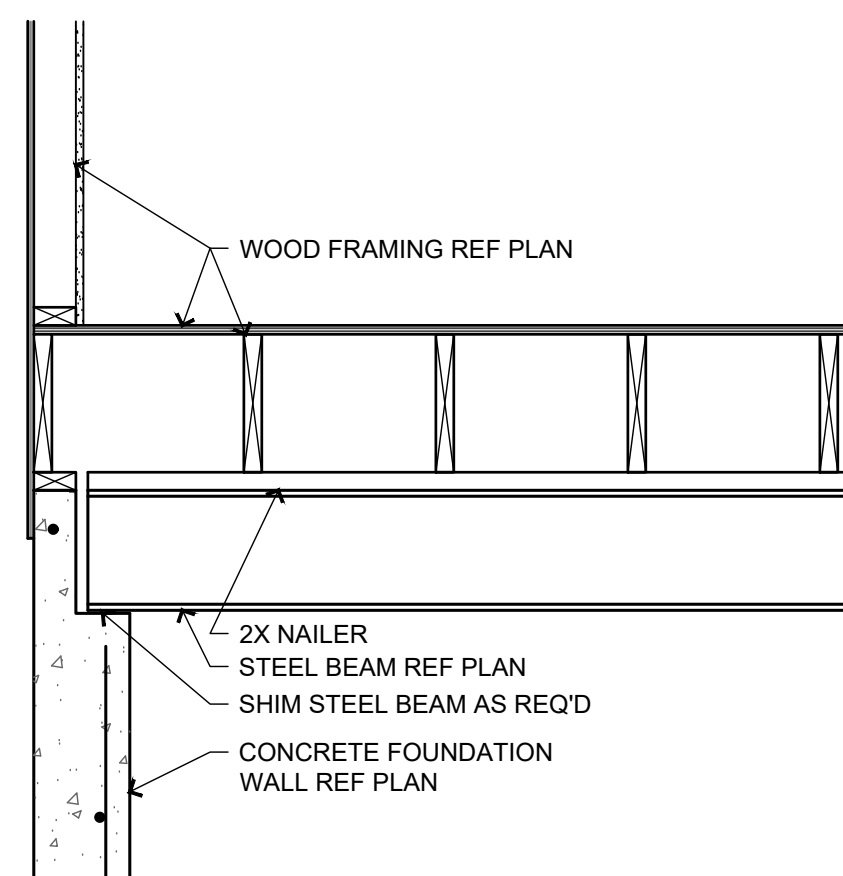 WOOD FRAMING REF PLAN
2X NAILER
STEEL BEAM REF PLAN
SHIM STEEL BEAM AS REQ'D
CONCRETE FOUNDATION
WALL REF PLAN